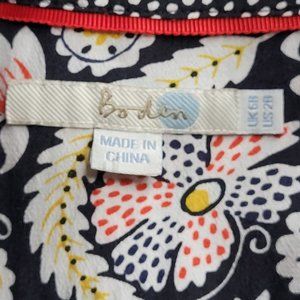 Boden
UK 6R
US 2R
MADE IN
CHINA